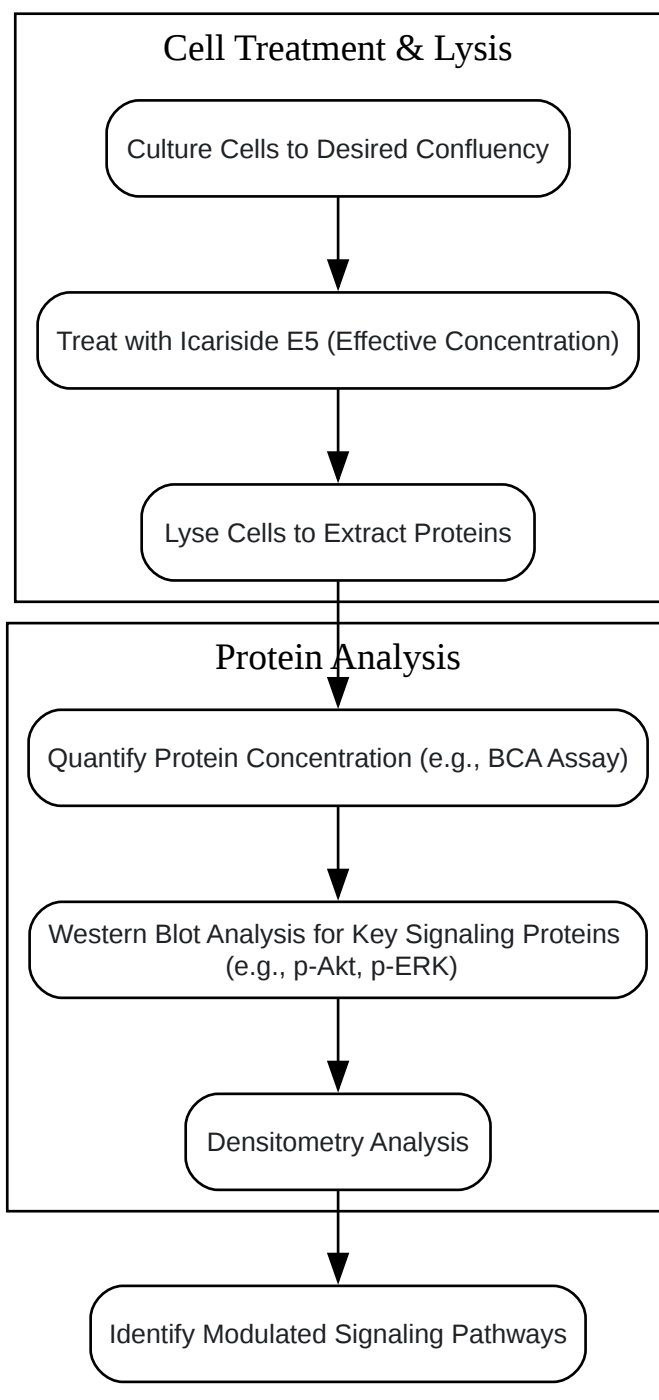 Cell Treatment & Lysis
Culture Cells to Desired Confluency
Treat with Icariside E5 (Effective Concentration)
Lyse Cells to Extract Proteins
Protein Analysis
Quantify Protein Concentration (e.g., BCA Assay)
Western Blot Analysis for Key Signaling Proteins
(e.g., p-Akt, p-ERK)
Densitometry Analysis
Identify Modulated Signaling Pathways